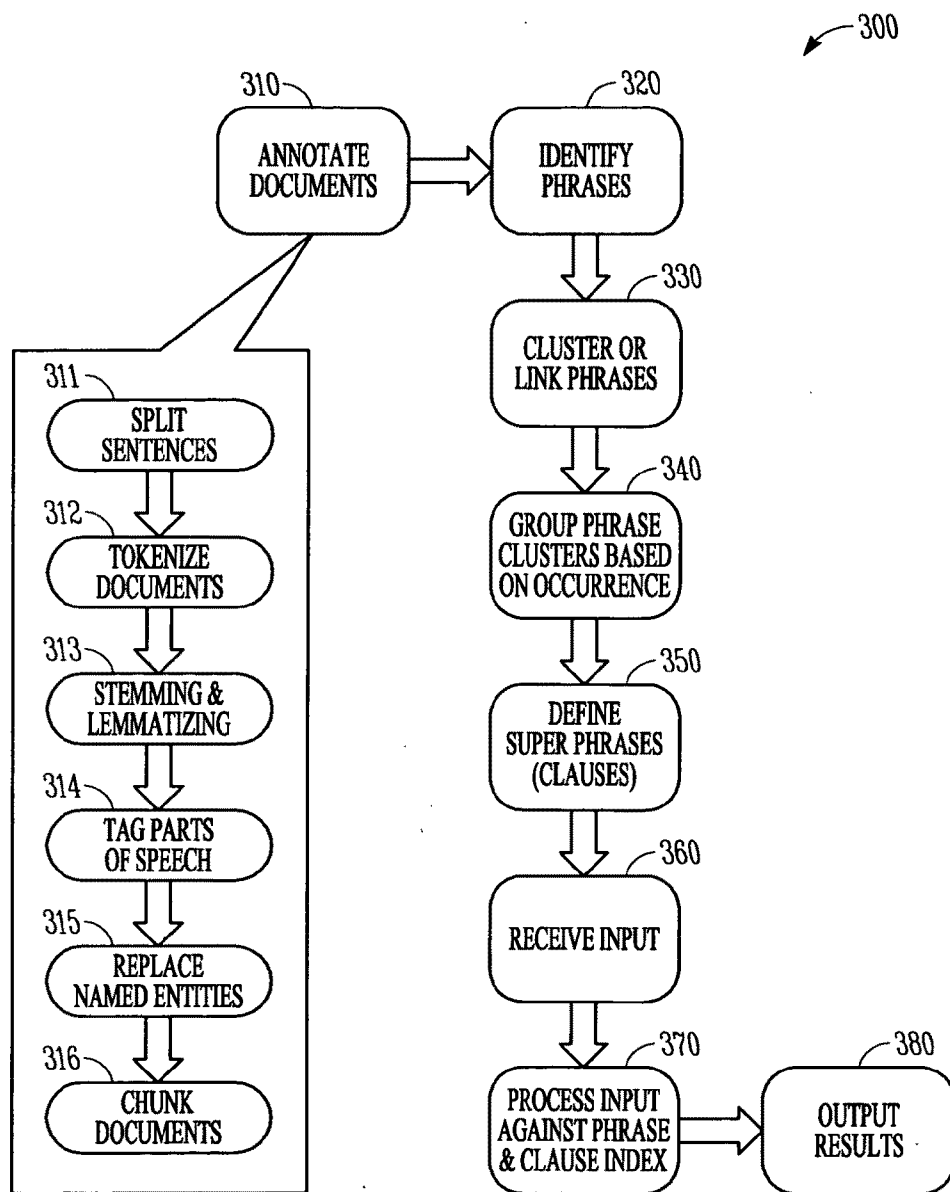 300
310
ANNOTATE
DOCUMENTS
320
IDENTIFY
PHRASES
330
CLUSTER OR
LINK PHRASES
340
GROUP PHRASE
CLUSTERS BASED
ON OCCURRENCE
350
DEFINE
SUPER PHRASES
(CLAUSES)
360
RECEIVE INPUT
370
PROCESS INPUT
AGAINST PHRASE
& CLAUSE INDEX
380
OUTPUT
RESULTS
311
SPLIT
SENTENCES
312
TOKENIZE
DOCUMENTS
313
STEMMING &
LEMMATIZING
314
TAG PARTS
OF SPEECH
315
REPLACE
NAMED ENTITIES
316
CHUNK
DOCUMENTS